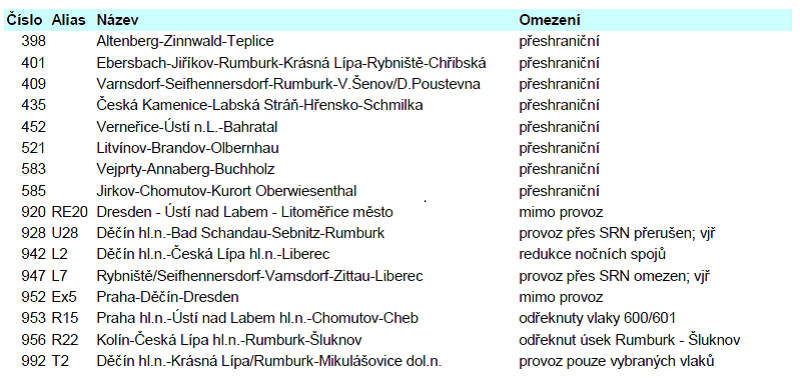 Číslo Alias Název Omezení
398 Altenberg-Zinnwald-Teplice přeshraniční
401 Ebersbach-Jiříkov-Rumburk-Krásná Lípa-Rybniště-Chřibská přeshraniční
409 Varnsdorf-Seifhennersdorf-Rumburk-V.Šenov/D.Poustevna přeshraniční
435 Česká Kamenice-Labská Stráň-Hřensko-Schmilka přeshraniční
452 Verneřice-Ústí n.L.-Bahratal přeshraniční
521 Litvínov-Brandov-Olbernhau přeshraniční
583 Vejprty-Annaberg-Buchholz přeshraniční
585 Jirkov-Chomutov-Kurort Oberwiesenthal přeshraniční
920 RE20 Dresden - Ústí nad Labem - Litoměřice město mimo provoz
928 U28 Děčín hl.n.-Bad Schandau-Sebnitz-Rumburk provoz přes SRN přerušen; vjř
942 L2 Děčín hl.n.-Česká Lípa hl.n.-Liberec redukce nočních spojů
947 L7 Rybniště/Seifhennersdorf-Varnsdorf-Zittau-Liberec provoz přes SRN omezen; vjř
952 Ex5 Praha-Děčín-Dresden mimo provoz
953 R15 Praha hl.n.-Ústí nad Labem hl.n.-Chomutov-Cheb odřeknuty vlaky 600/601
956 R22 Kolín-Česká Lípa hl.n.-Rumburk-Šluknov odřeknut úsek Rumburk - Šluknov
992 T2 Děčín hl.n.-Krásná Lípa/Rumburk-Mikulášovice dol.n. provoz pouze vybraných vlaků